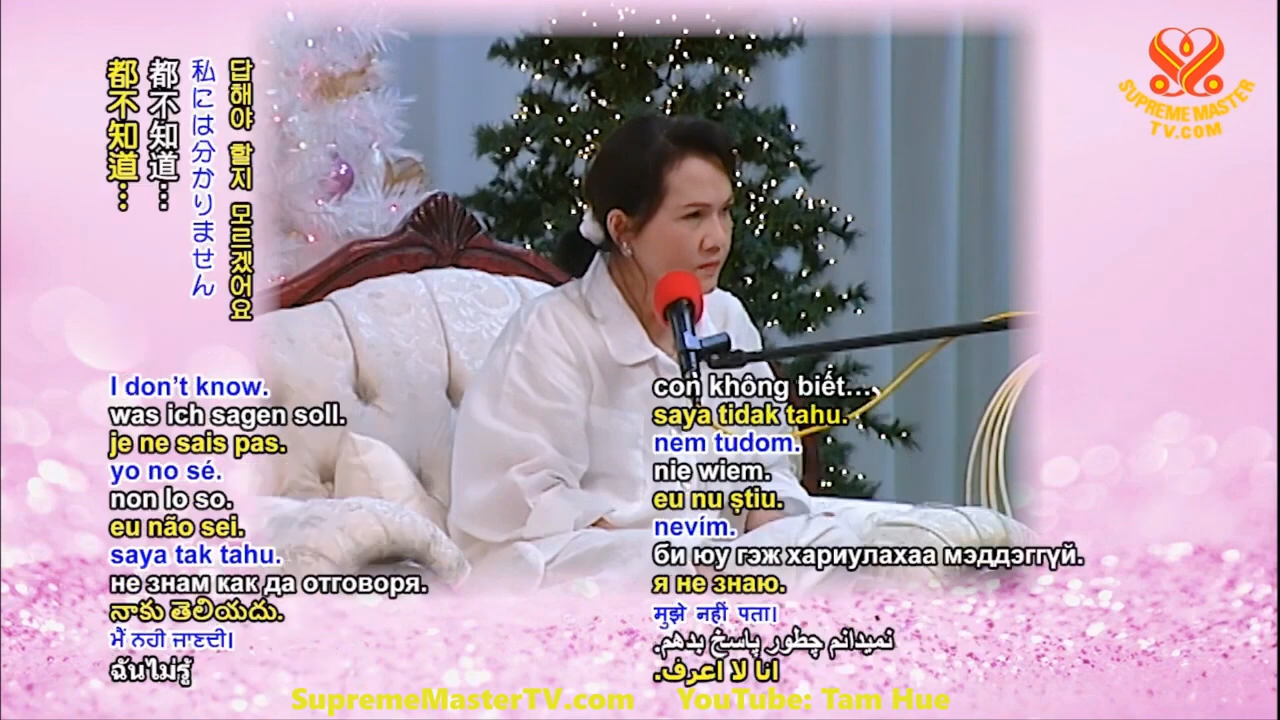 답해야 할지 모르겠어요
私には分かりません
都不知道…
都不知道…
SUPREME MASTER
TV.COM
I don’t know.
was ich sagen soll.
je ne sais pas.
yo no sé.
non lo so.
eu não sei.
saya tak tahu.
не знам как да отговоря.
నాకు తెలియదు.
ਮੈਂ ਨਹੀ ਜਾਣਦੀ।
ฉันไม่รู้
con không biết…
saya tidak tahu.
nem tudom.
nie wiem.
eu nu știu.
nevím.
би юу гэж хариулахаа мэддэггүй.
я не знаю.
मुझे नहीं पता।
نمیدانم چطور پاسخ بدهم.
انا لا اعرف.
SupremeMasterTV.com YouTube: Tam Hue